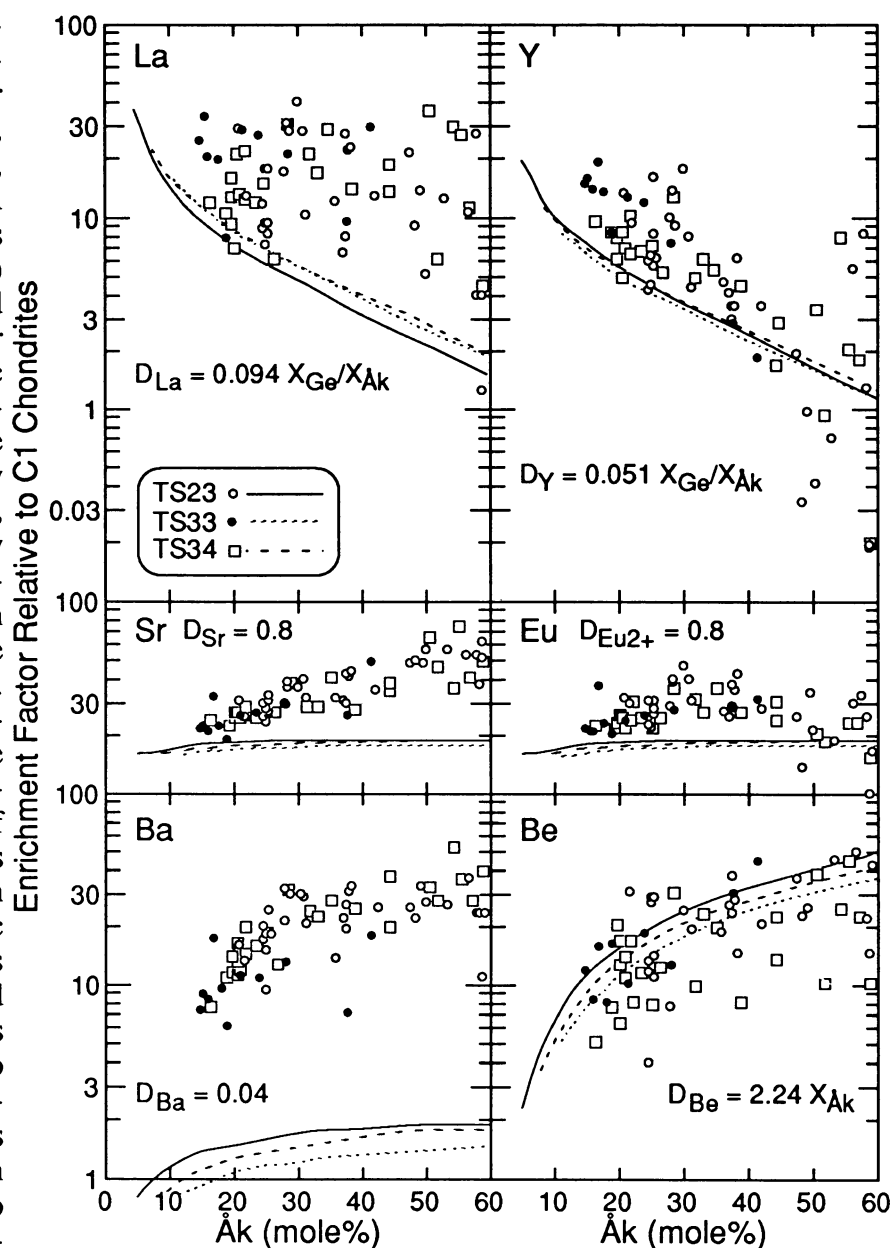 Enrichment Factor Relative to C1 Chondrites
100
30
10
3
1
0.03
La
D_La = 0.094 X_Ge/X_Åk
TS23
TS33
TS34
Y
D_Y = 0.051 X_Ge/X_Åk
100
30
Sr D_Sr = 0.8
Eu D_Eu2+ = 0.8
100
30
10
3
1
Ba
D_Ba = 0.04
Be
D_Be = 2.24 X_Åk
0 10 20 30 40 50 60 10 20 30 40 50 60
Åk (mole%) Åk (mole%)